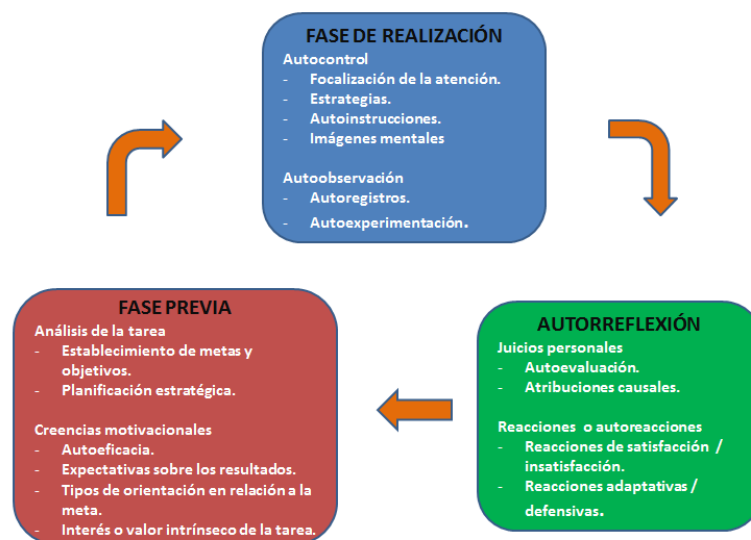 FASE DE REALIZACIÓN
Autocontrol
- Focalización de la atención.
- Estrategias.
- Autoinstrucciones.
- Imágenes mentales
Autoobservación
- Autoregistros.
- Autoexperimentación.
FASE PREVIA
Análisis de la tarea
- Establecimiento de metas y
objetivos.
- Planificación estratégica.
Creencias motivacionales
- Autoeficacia.
- Expectativas sobre los resultados.
- Tipos de orientación en relación a la
meta.
- Interés o valor intrínseco de la tarea.
AUTORREFLEXIÓN
Juicios personales
- Autoevaluación.
- Atribuciones causales.
Reacciones o autoreacciones
- Reacciones de satisfacción /
insatisfacción.
- Reacciones adaptativas /
defensivas.